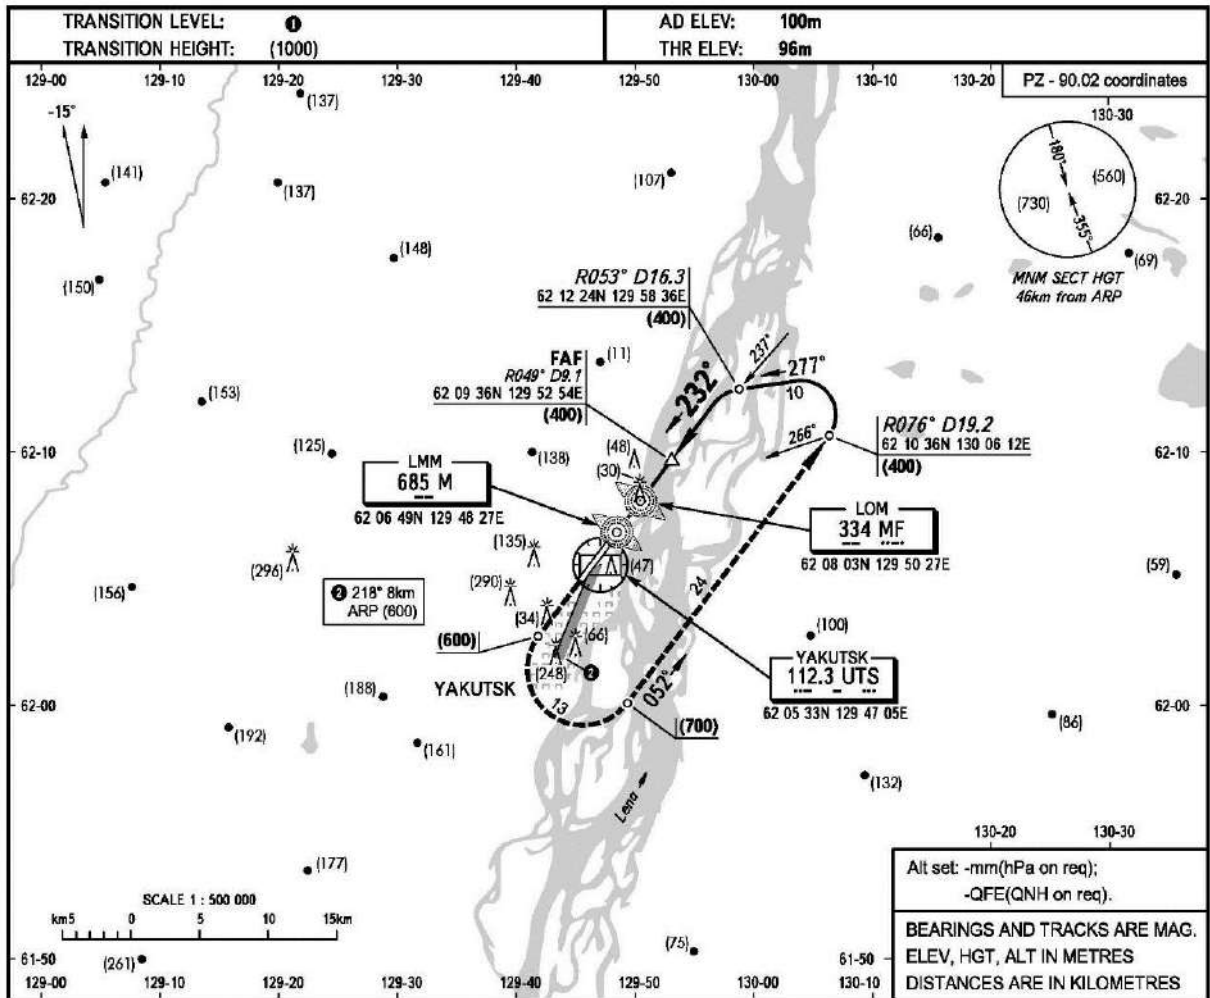 TRANSITION LEVEL: 1
TRANSITION HEIGHT: (1000)
AD ELEV: 100m
THR ELEV: 96m
129-00 129-10 129-20 129-30 129-40 129-50 130-00 130-10 130-20
PZ - 90.02 coordinates
130-30
-15°
(137)
(141)
(137)
(107)
62-20
62-20
180°
(560)
(730)
355°
MNM SECT HGT
46km from ARP
(148)
(66)
(69)
(150)
R053° D16.3
62 12 24N 129 58 36E
(400)
237°
277°
10
232°
FAF
R049° D9.1
62 09 36N 129 52 54E
(400)
(11)
(153)
R076° D19.2
62 10 36N 130 06 12E
(400)
266°
(125)
(138)
(48)
(30)
62-10
62-10
LMM
685 M
62 06 49N 129 48 27E
LOM
334 MF
62 08 03N 129 50 27E
(135)
(47)
(296)
(290)
(156)
(59)
2 218° 8km
ARP (600)
(34)
(66)
(600)
(248)
2
24
052°
(100)
YAKUTSK
112.3 UTS
62 05 33N 129 47 05E
YAKUTSK
13
(700)
(188)
62-00
62-00
(192)
(161)
(86)
(132)
Lena
130-20 130-30
(177)
SCALE 1 : 500 000
km5 0 5 10 15km
Alt set: -mm(hPa on req);
-QFE(QNH on req).
BEARINGS AND TRACKS ARE MAG.
ELEV, HGT, ALT IN METRES
DISTANCES ARE IN KILOMETRES
(75)
61-50
61-50
(261)
129-00 129-10 129-20 129-30 129-40 129-50 130-00 130-10